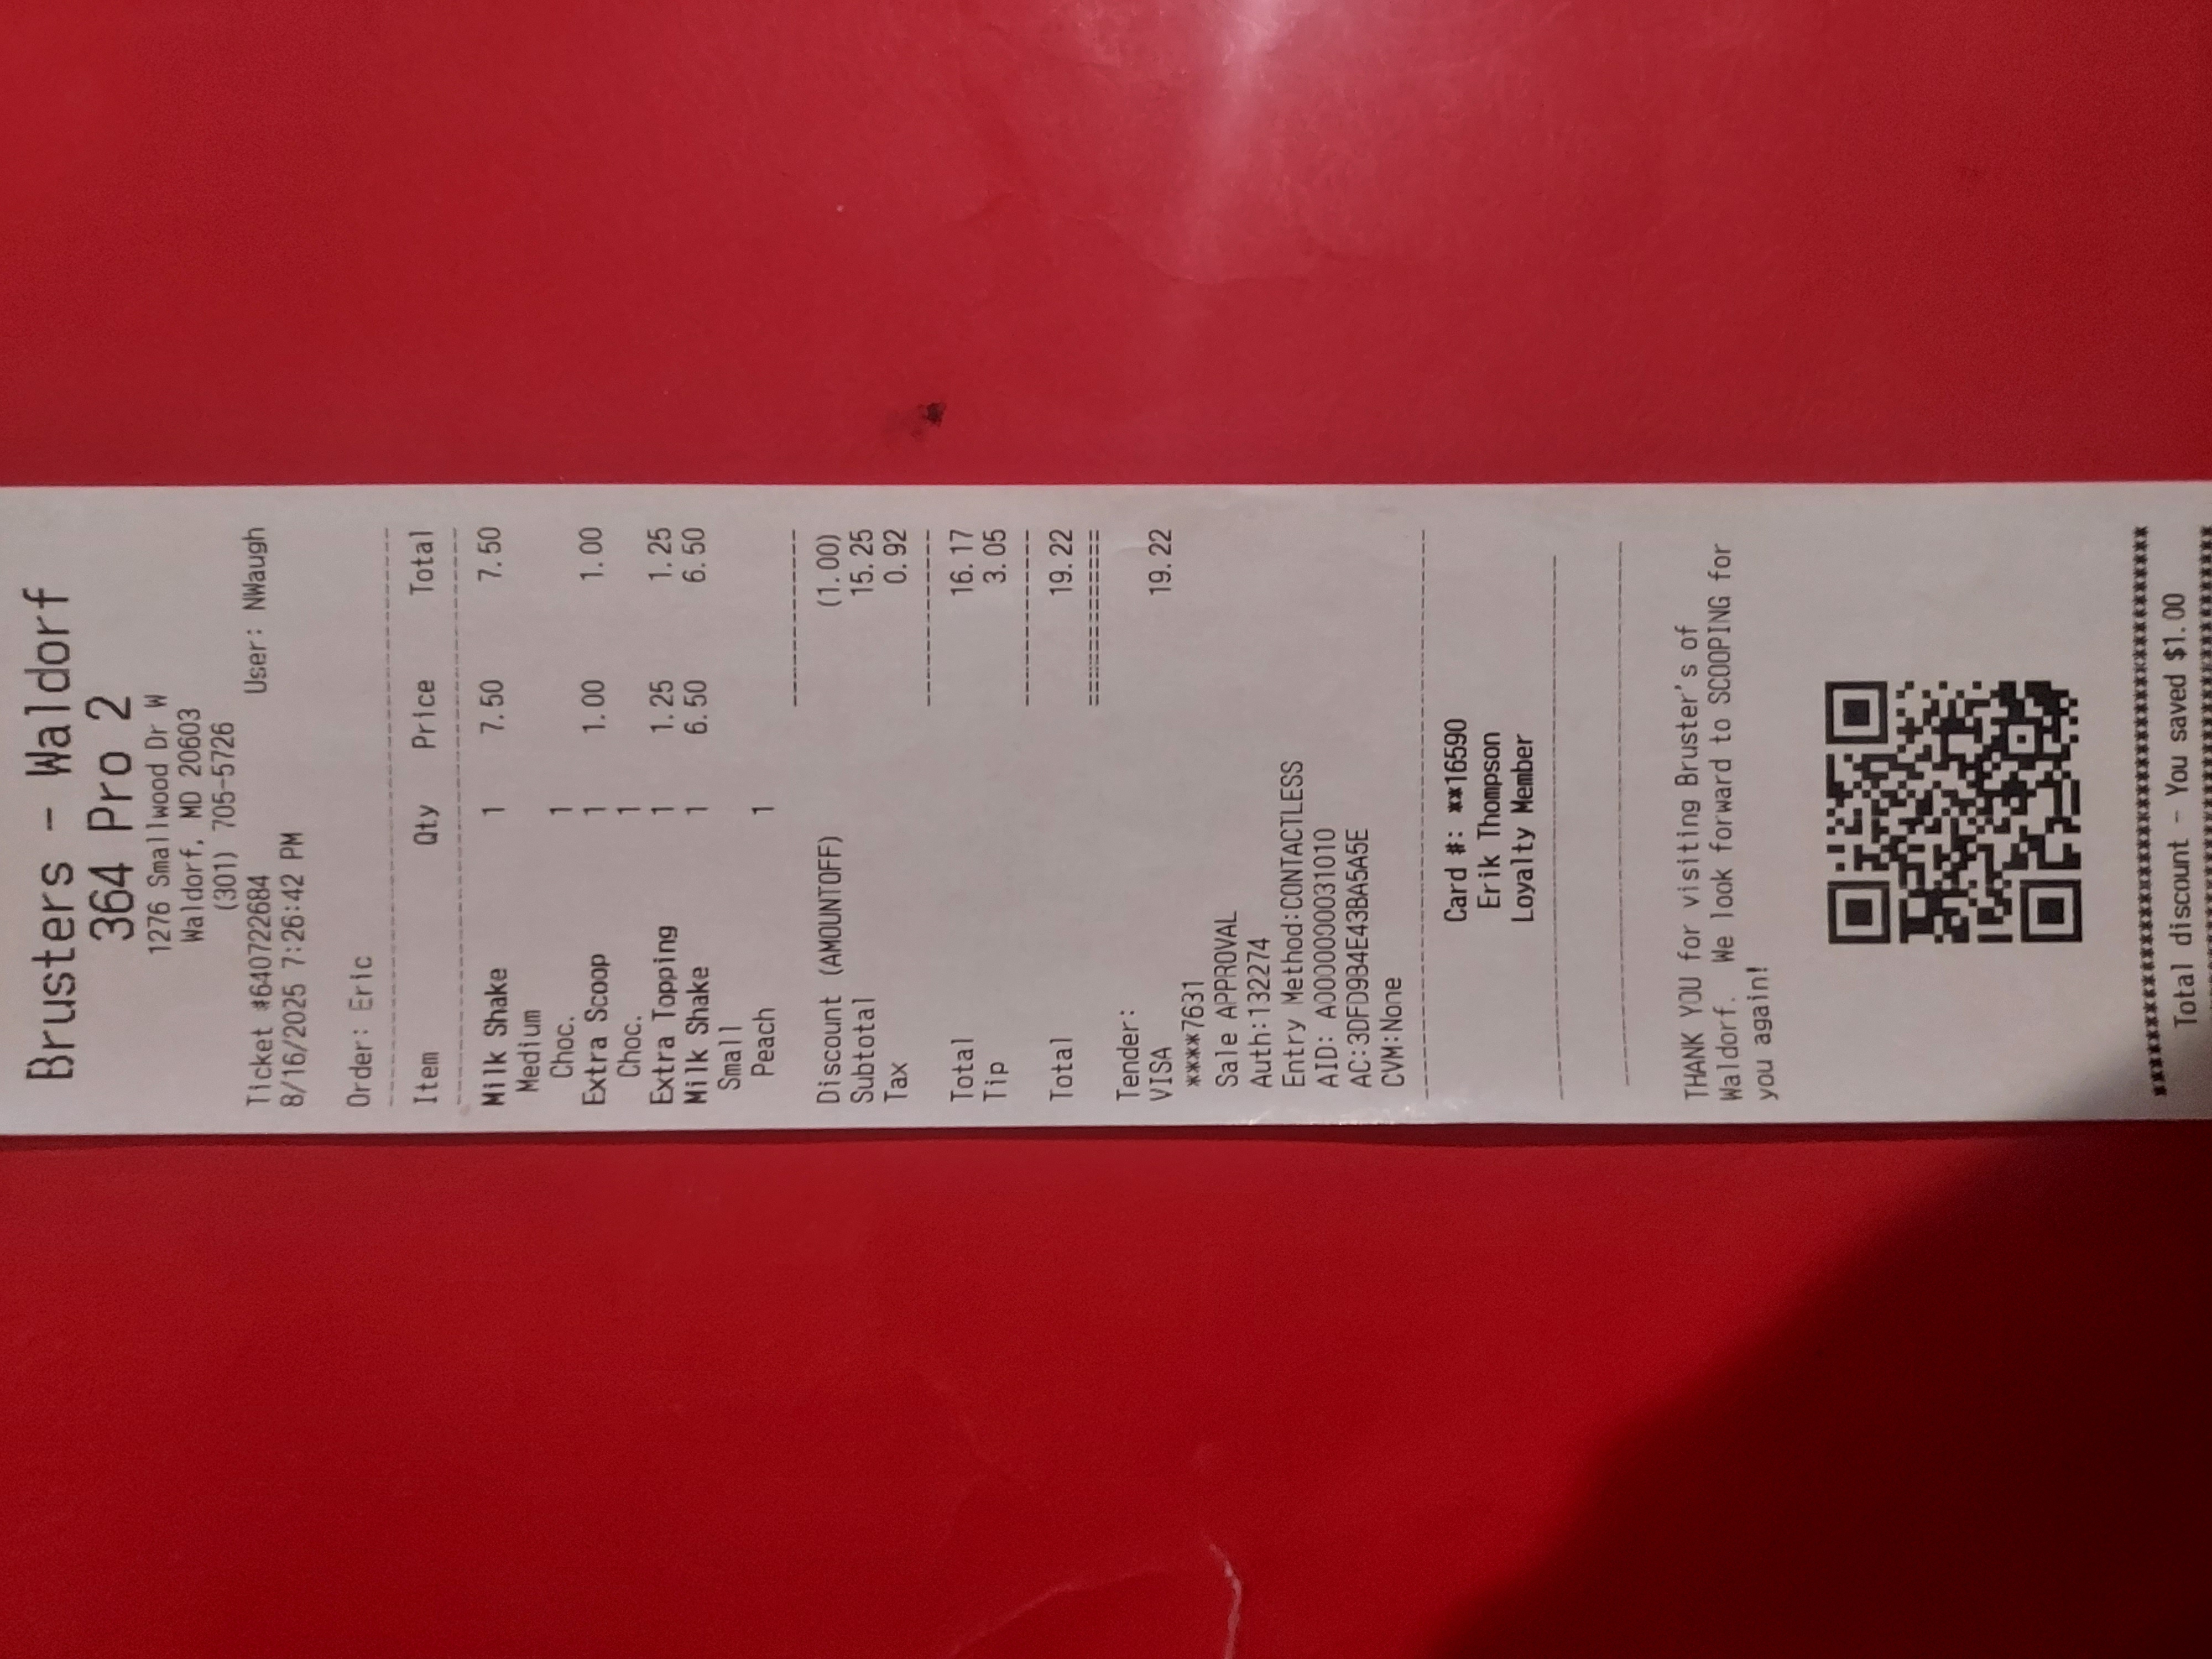 Brusters - Waldorf
364 Pro 2
1276 Smallwood Dr W
Waldorf, MD 20603
(301) 705-5726
Ticket #640722684 User: NWaugh
8/16/2025 7:26:42 PM
Order: Eric
Item Qty Price Total
Milk Shake 1 7.50 7.50
Medium
Choc. 1
Extra Scoop 1 1.00 1.00
Choc. 1
Extra Topping 1 1.25 1.25
Milk Shake 1 6.50 6.50
Small
Peach 1
Discount (AMOUNTOFF) (1.00)
Subtotal 15.25
Tax 0.92
Total 16.17
Tip 3.05
Total 19.22
Tender:
VISA 19.22
****7631
Sale APPROVAL
Auth:132274
Entry Method:CONTACTLESS
AID: A0000000031010
AC:3DFD9B4E43BA5A5E
CVM:None
Card #: **16590
Erik Thompson
Loyalty Member
THANK YOU for visiting Bruster's of
Waldorf. We look forward to SCOOPING for
you again!
Total discount - You saved $1.00